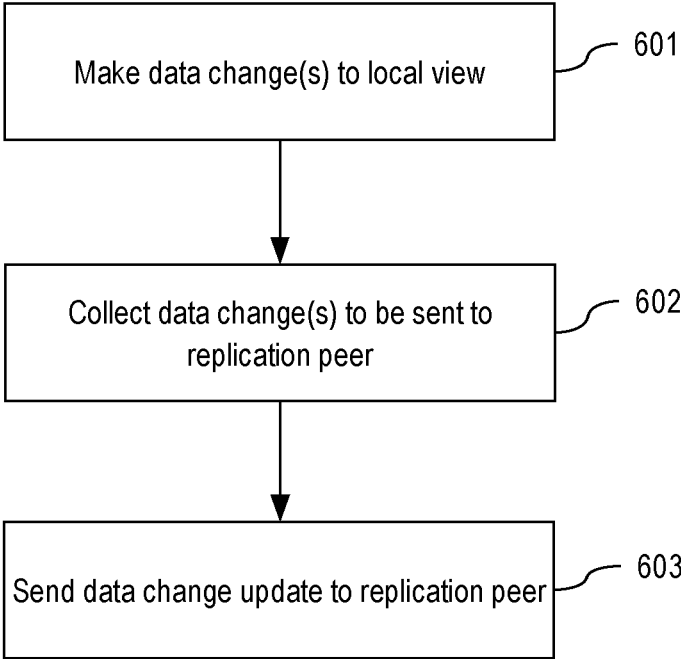 Make data change(s) to local view
601
Collect data change(s) to be sent to
replication peer
602
Send data change update to replication peer
603